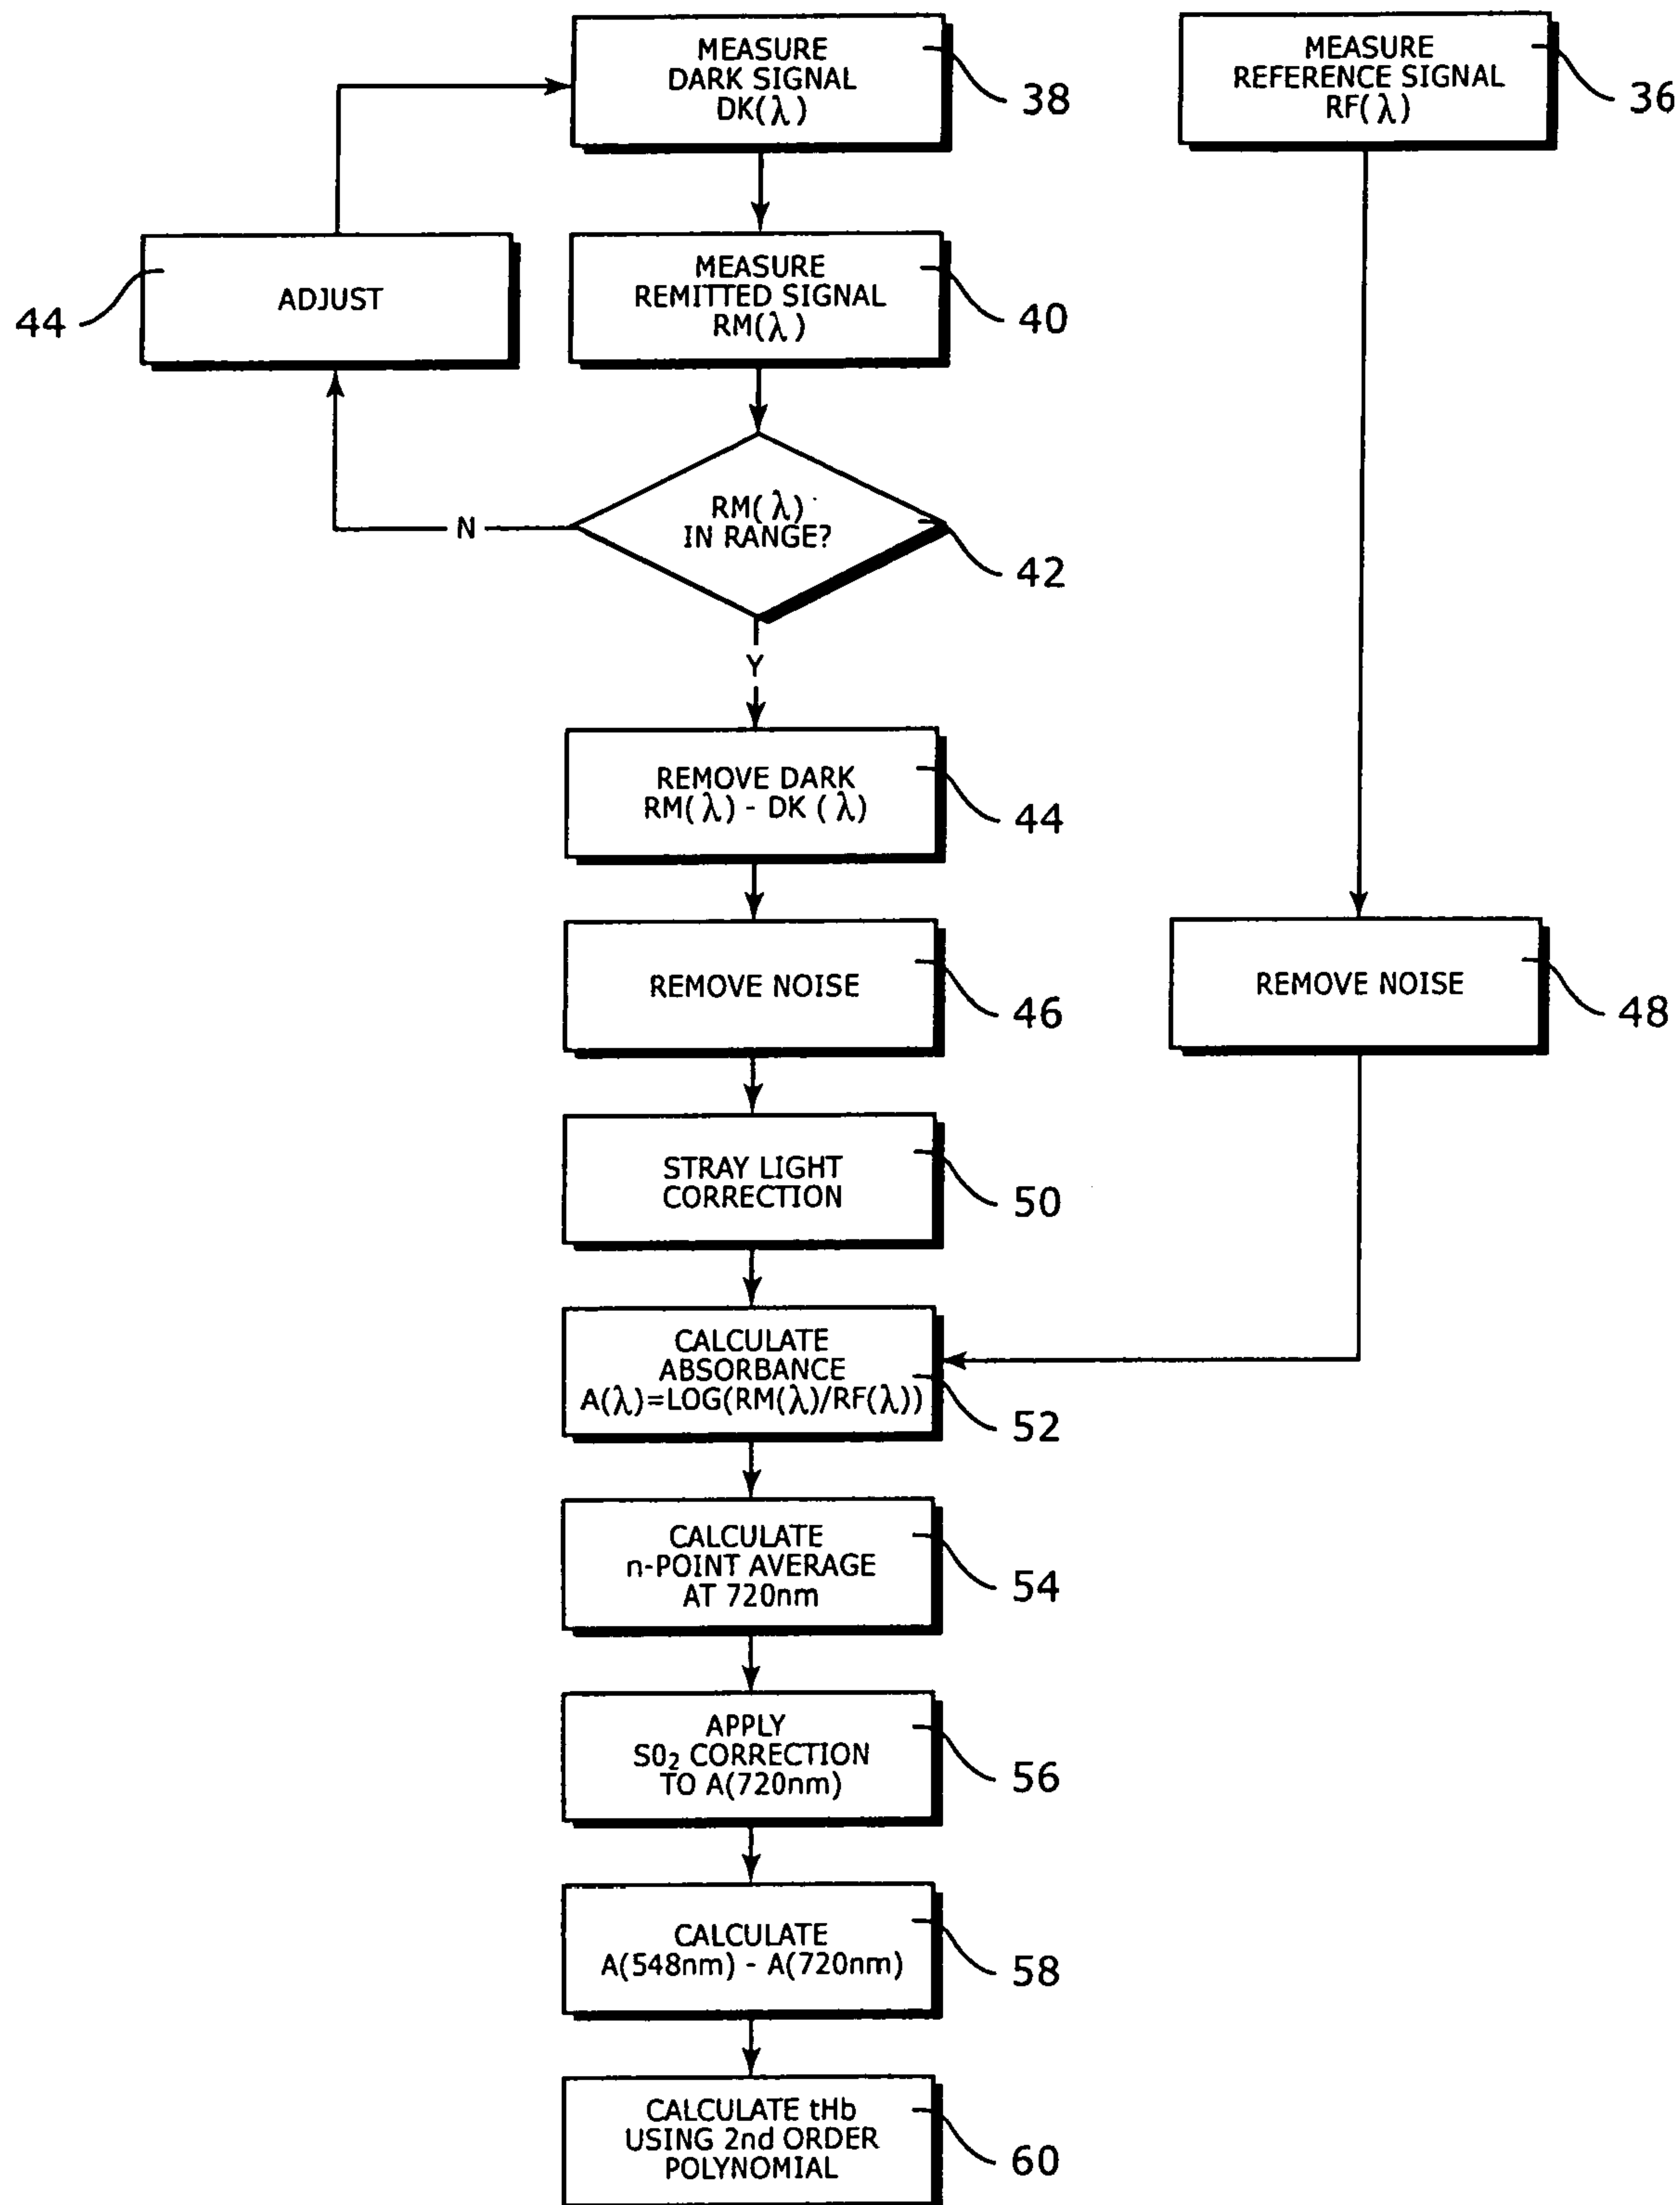 MEASURE
DARK SIGNAL
DK(λ)
38
MEASURE
REFERENCE SIGNAL
RF(λ)
36
44
ADJUST
MEASURE
REMITTED SIGNAL
RM(λ)
40
RM(λ)
IN RANGE?
42
N
Y
REMOVE DARK
RM(λ) - DK (λ)
44
REMOVE NOISE
46
REMOVE NOISE
48
STRAY LIGHT
CORRECTION
50
CALCULATE
ABSORBANCE
A(λ)=LOG(RM(λ)/RF(λ))
52
CALCULATE
n-POINT AVERAGE
AT 720nm
54
APPLY
SO₂ CORRECTION
TO A(720nm)
56
CALCULATE
A(548nm) - A(720nm)
58
CALCULATE tHb
USING 2nd ORDER
POLYNOMIAL
60